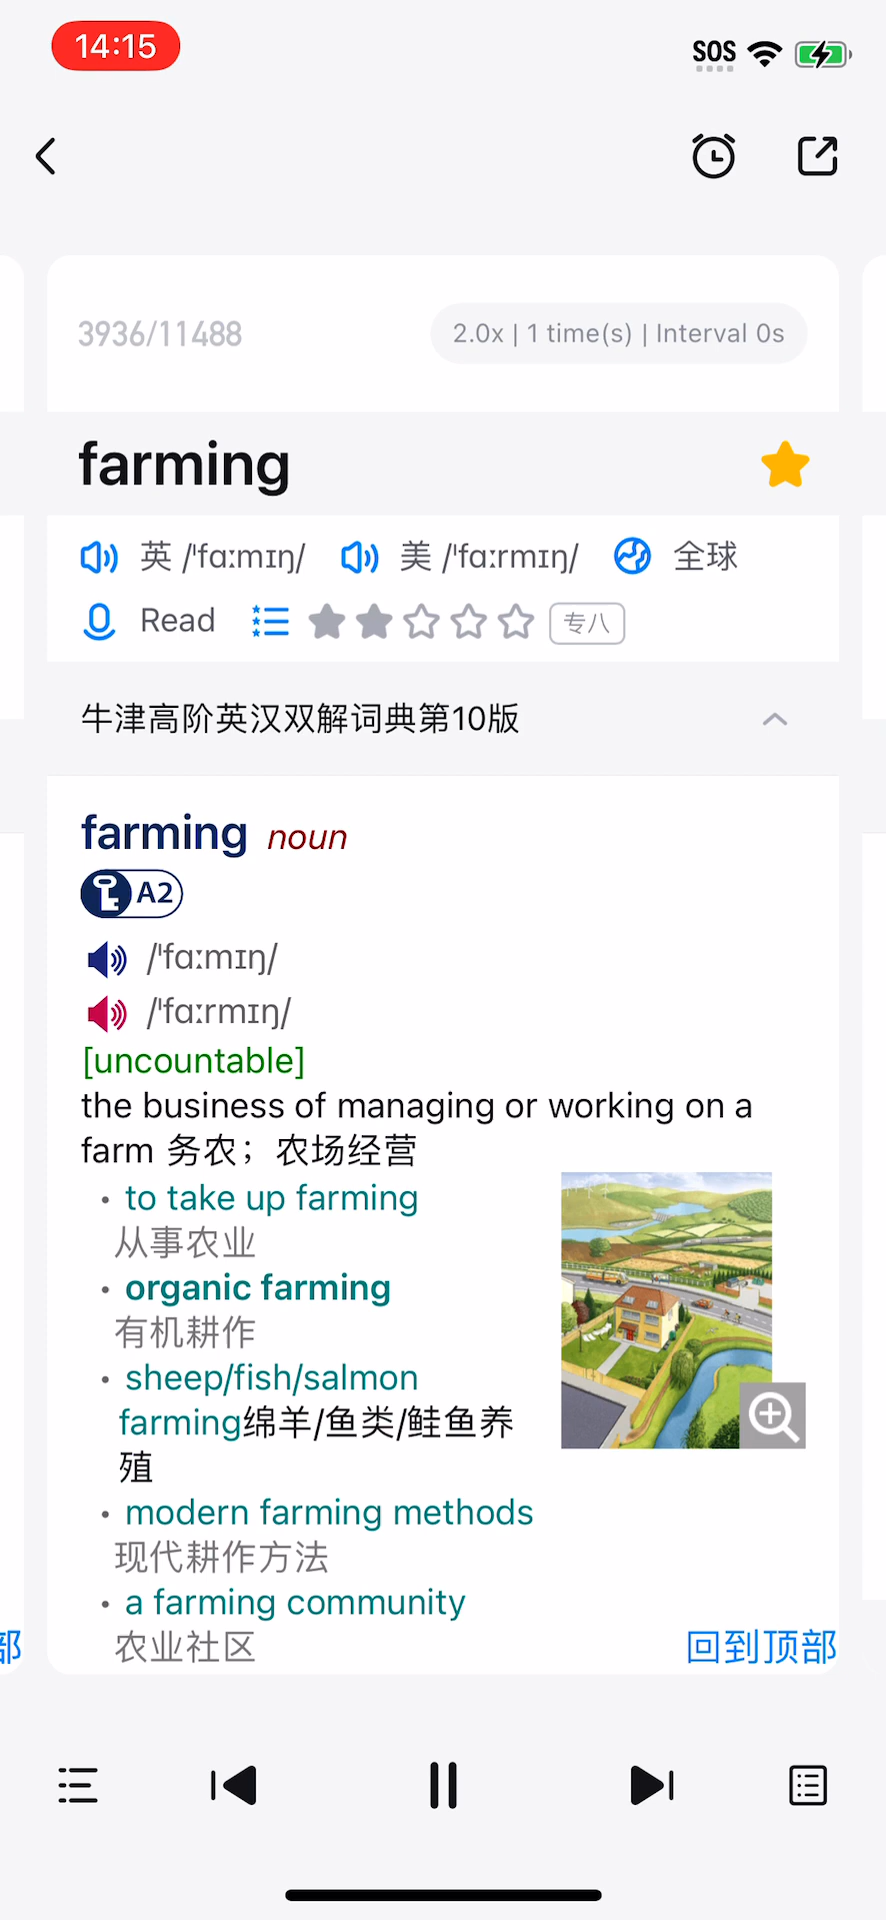 14:15
SOS
3936/11488
2.0x | 1 time(s) | Interval 0s
farming
英 /ˈfɑːmɪŋ/ 美 /ˈfɑːrmɪŋ/ 全球
Read 专八
牛津高阶英汉双解词典第10版
farming noun
A2
/ˈfɑːmɪŋ/
/ˈfɑːrmɪŋ/
[uncountable]
the business of managing or working on a
farm 务农；农场经营
• to take up farming
从事农业
• organic farming
有机耕作
• sheep/fish/salmon
farming绵羊/鱼类/鲑鱼养
殖
• modern farming methods
现代耕作方法
• a farming community
农业社区
部
回到顶部